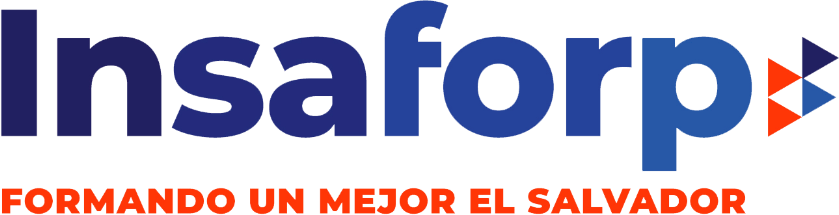 Insaforp
FORMANDO UN MEJOR EL SALVADOR